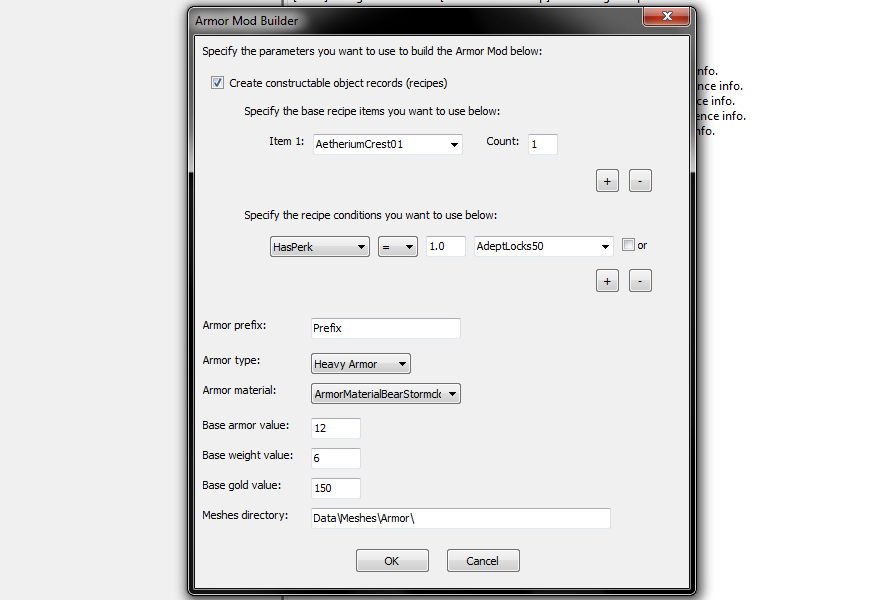 Armor Mod Builder
Specify the parameters you want to use to build the Armor Mod below:
Create constructable object records (recipes)
Specify the base recipe items you want to use below:
Item 1: AetheriumCrest01 Count: 1
+ -
Specify the recipe conditions you want to use below:
HasPerk = 1.0 AdeptLocks50 or
+ -
Armor prefix: Prefix
Armor type: Heavy Armor
Armor material: ArmorMaterialBearStormclo
Base armor value: 12
Base weight value: 6
Base gold value: 150
Meshes directory: Data\Meshes\Armor\
OK Cancel
nfo.
nce info.
ce info.
ence info.
nfo.